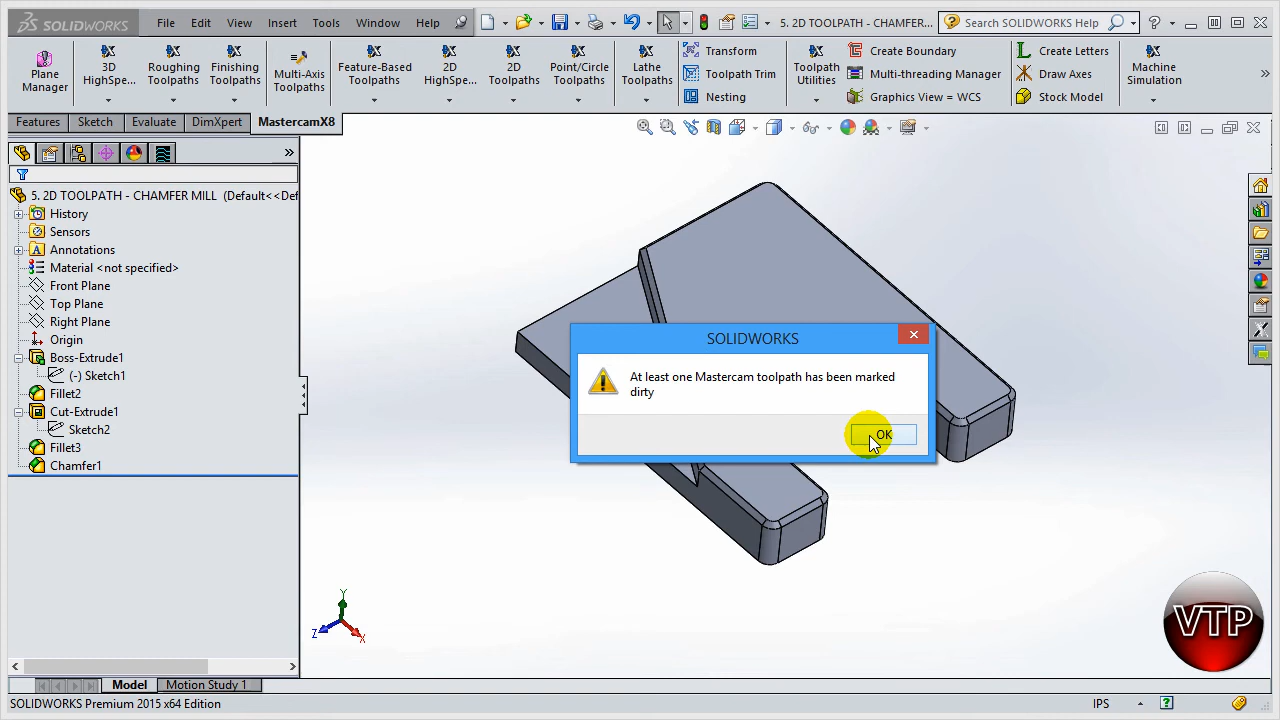 SOLIDWORKS
File Edit View Insert Tools Window Help
5. 2D TOOLPATH - CHAMFER...
Search SOLIDWORKS Help
Plane Manager
3D HighSpe...
Roughing Toolpaths
Finishing Toolpaths
Multi-Axis Toolpaths
Feature-Based Toolpaths
2D HighSpe...
2D Toolpaths
Point/Circle Toolpaths
Lathe Toolpaths
Transform
Toolpath Trim
Nesting
Toolpath Utilities
Create Boundary
Multi-threading Manager
Graphics View = WCS
Create Letters
Draw Axes
Stock Model
Machine Simulation
Features Sketch Evaluate DimXpert MastercamX8
5. 2D TOOLPATH - CHAMFER MILL (Default<<Def
History
Sensors
Annotations
Material <not specified>
Front Plane
Top Plane
Right Plane
Origin
Boss-Extrude1
(-) Sketch1
Fillet2
Cut-Extrude1
Sketch2
Fillet3
Chamfer1
SOLIDWORKS
At least one Mastercam toolpath has been marked
dirty
OK
Y
Z
X
VTP
Model Motion Study 1
SOLIDWORKS Premium 2015 x64 Edition
IPS